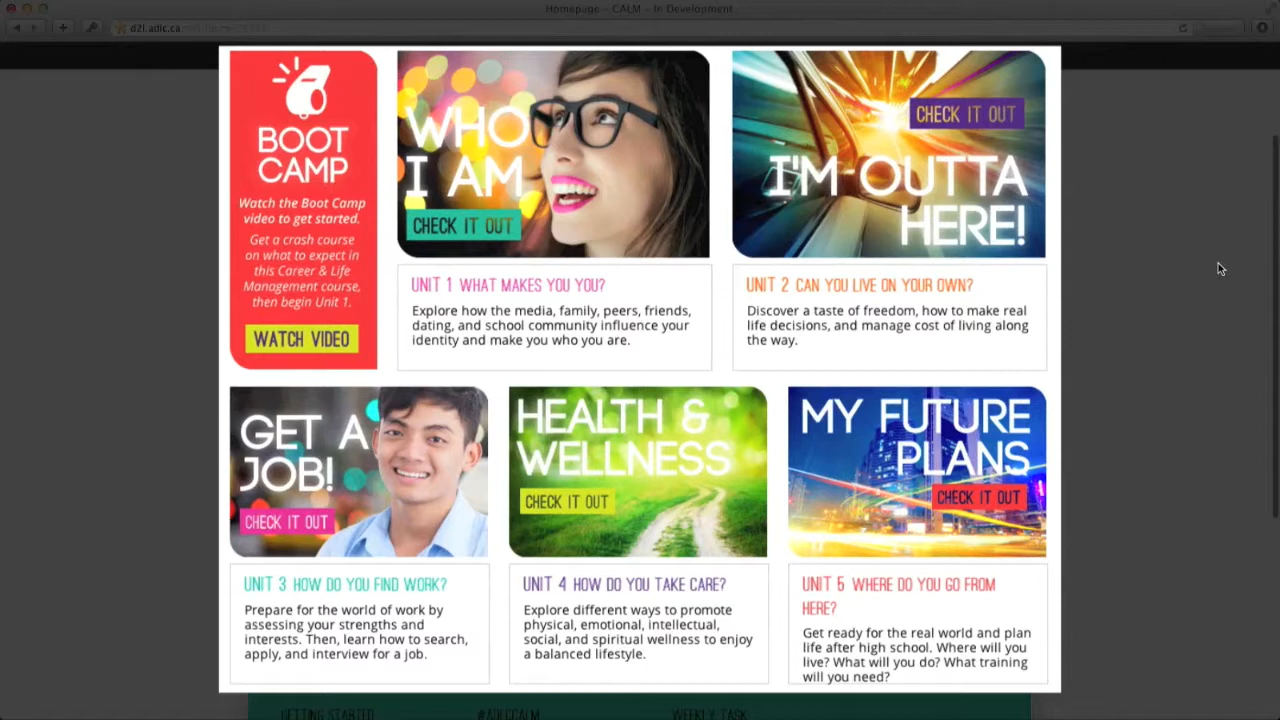 Homepage - CALM - In Development
d2l.adlc.ca
BOOT
CAMP
Watch the Boot Camp
video to get started.
Get a crash course
on what to expect in
this Career & Life
Management course,
then begin Unit 1.
WATCH VIDEO
WHO
I AM
CHECK IT OUT
UNIT 1 WHAT MAKES YOU YOU?
Explore how the media, family, peers, friends,
dating, and school community influence your
identity and make you who you are.
CHECK IT OUT
I'M OUTTA
HERE!
UNIT 2 CAN YOU LIVE ON YOUR OWN?
Discover a taste of freedom, how to make real
life decisions, and manage cost of living along
the way.
GET A
JOB!
CHECK IT OUT
UNIT 3 HOW DO YOU FIND WORK?
Prepare for the world of work by
assessing your strengths and
interests. Then, learn how to search,
apply, and interview for a job.
HEALTH &
WELLNESS
CHECK IT OUT
UNIT 4 HOW DO YOU TAKE CARE?
Explore different ways to promote
physical, emotional, intellectual,
social, and spiritual wellness to enjoy
a balanced lifestyle.
MY FUTURE
PLANS
CHECK IT OUT
UNIT 5 WHERE DO YOU GO FROM
HERE?
Get ready for the real world and plan
life after high school. Where will you
live? What will you do? What training
will you need?
GETTING STARTED
#ADLCCALM
WEEKLY TASK: